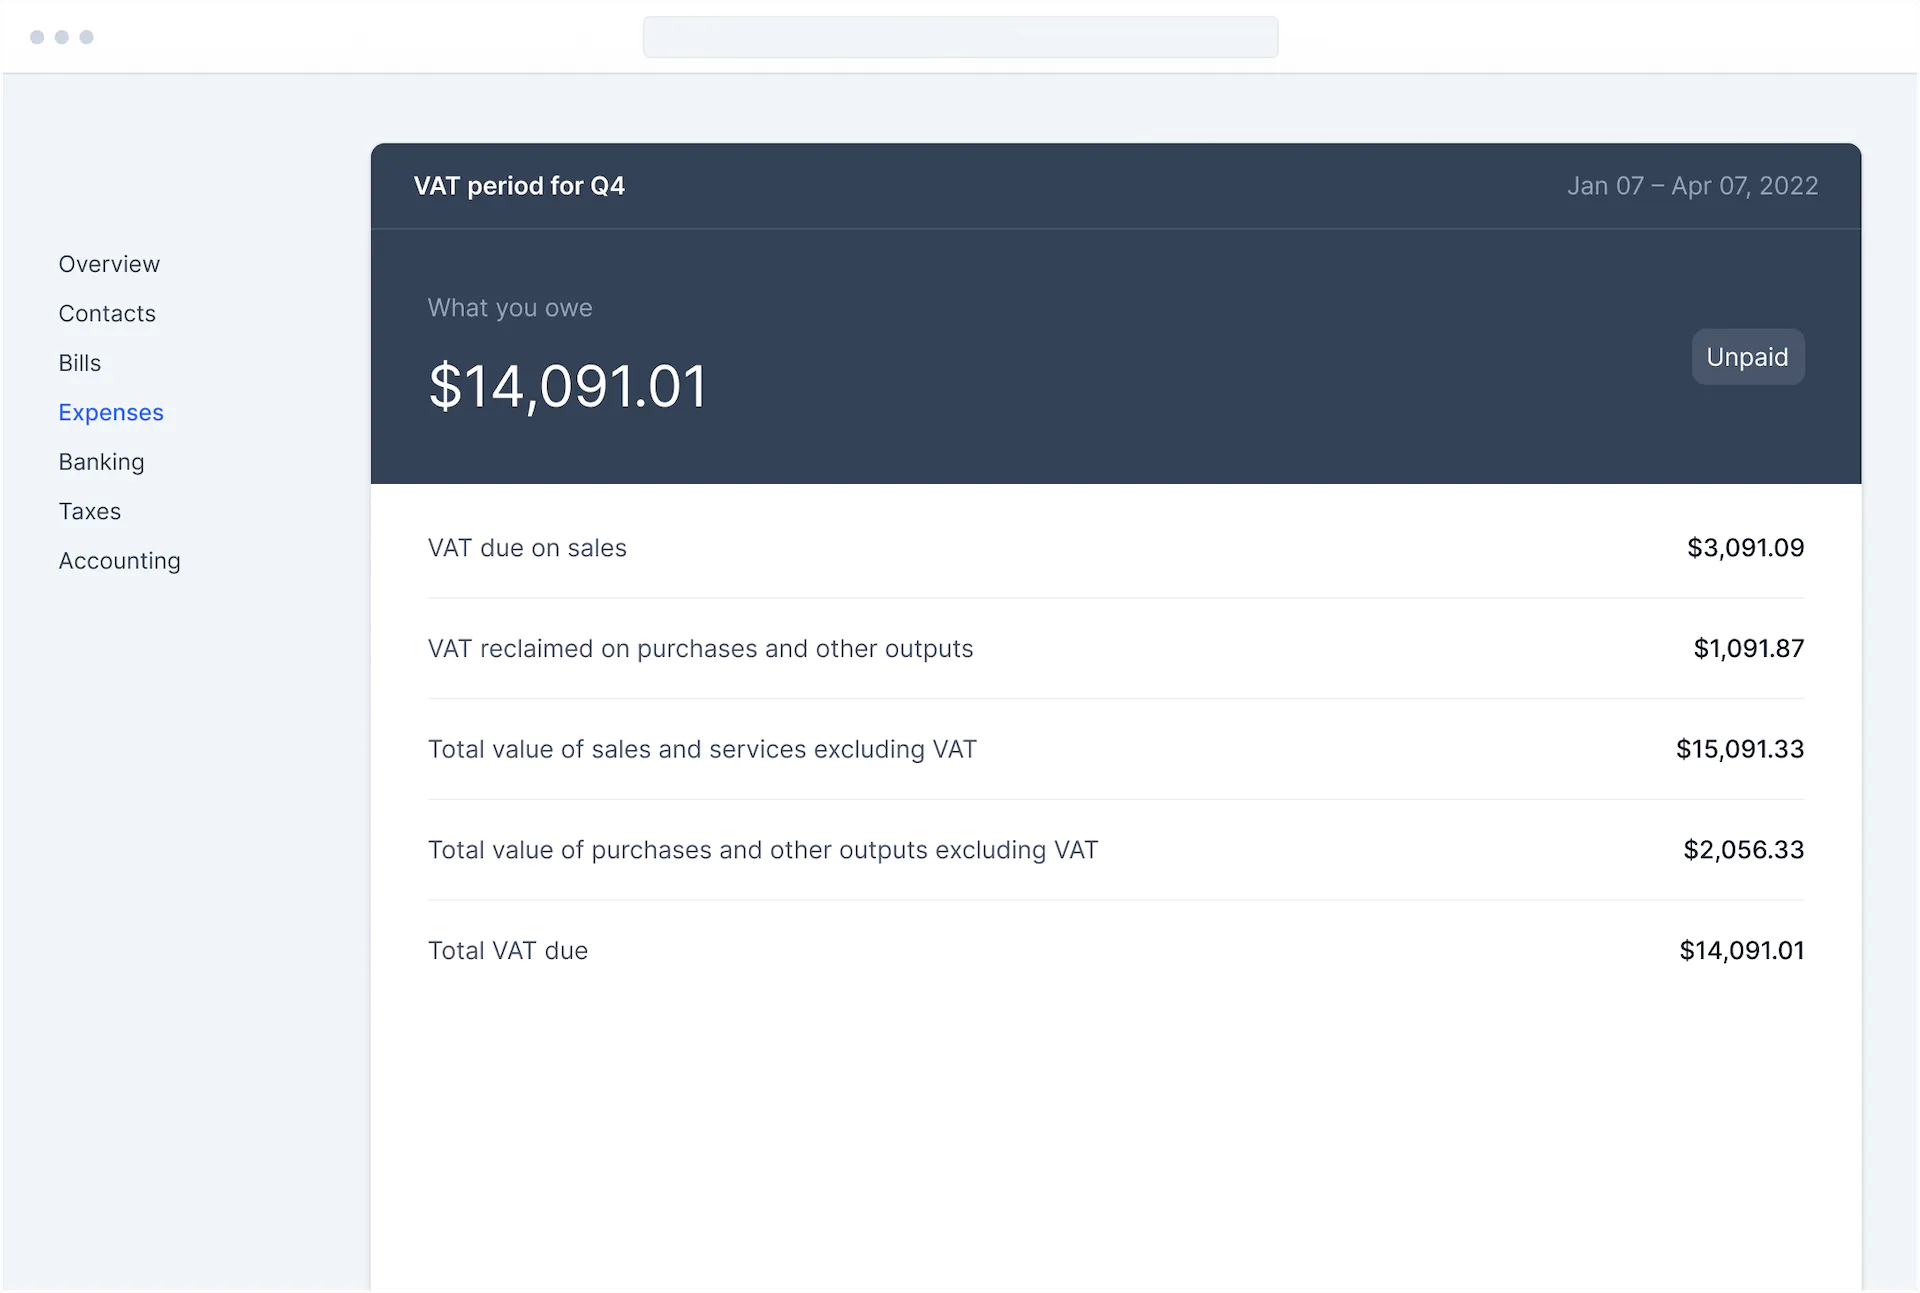 VAT period for Q4
Jan 07 – Apr 07, 2022
Overview
Contacts
Bills
Expenses
Banking
Taxes
Accounting
What you owe
$14,091.01
Unpaid
VAT due on sales
$3,091.09
VAT reclaimed on purchases and other outputs
$1,091.87
Total value of sales and services excluding VAT
$15,091.33
Total value of purchases and other outputs excluding VAT
$2,056.33
Total VAT due
$14,091.01